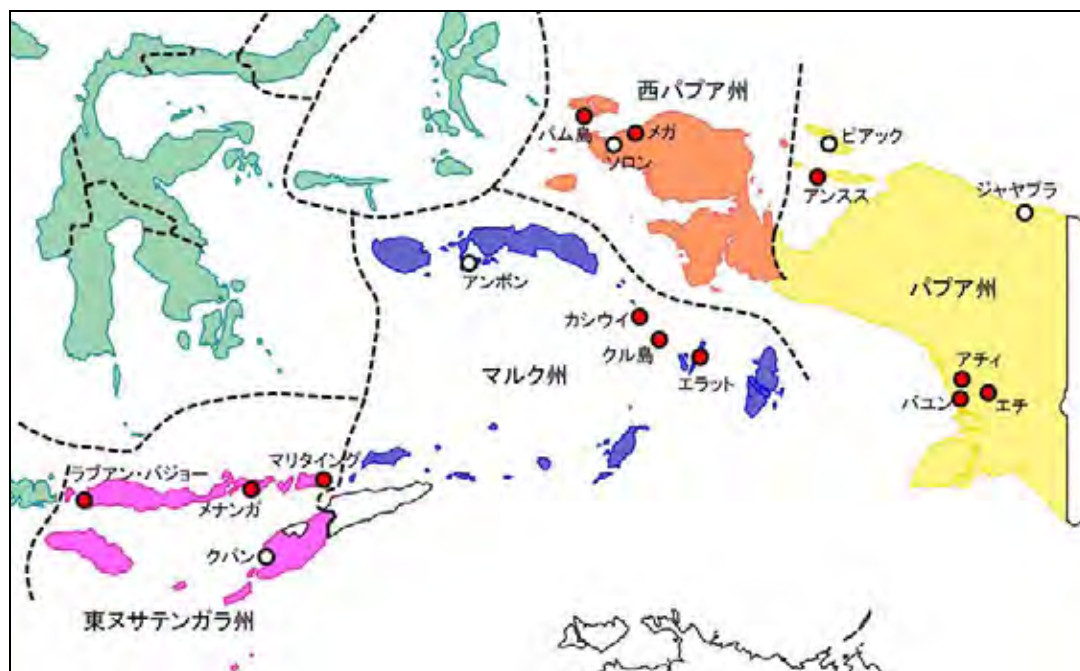 西パプア州
パム島
メガ
ソロン
ビアック
アンスス
ジャヤプラ
アンボン
パプア州
カシウイ
クル島
エラット
マルク州
アチィ
バユン
エチ
マリタイング
ラブアン・バジョー
メナンガ
クパン
東ヌサテンガラ州